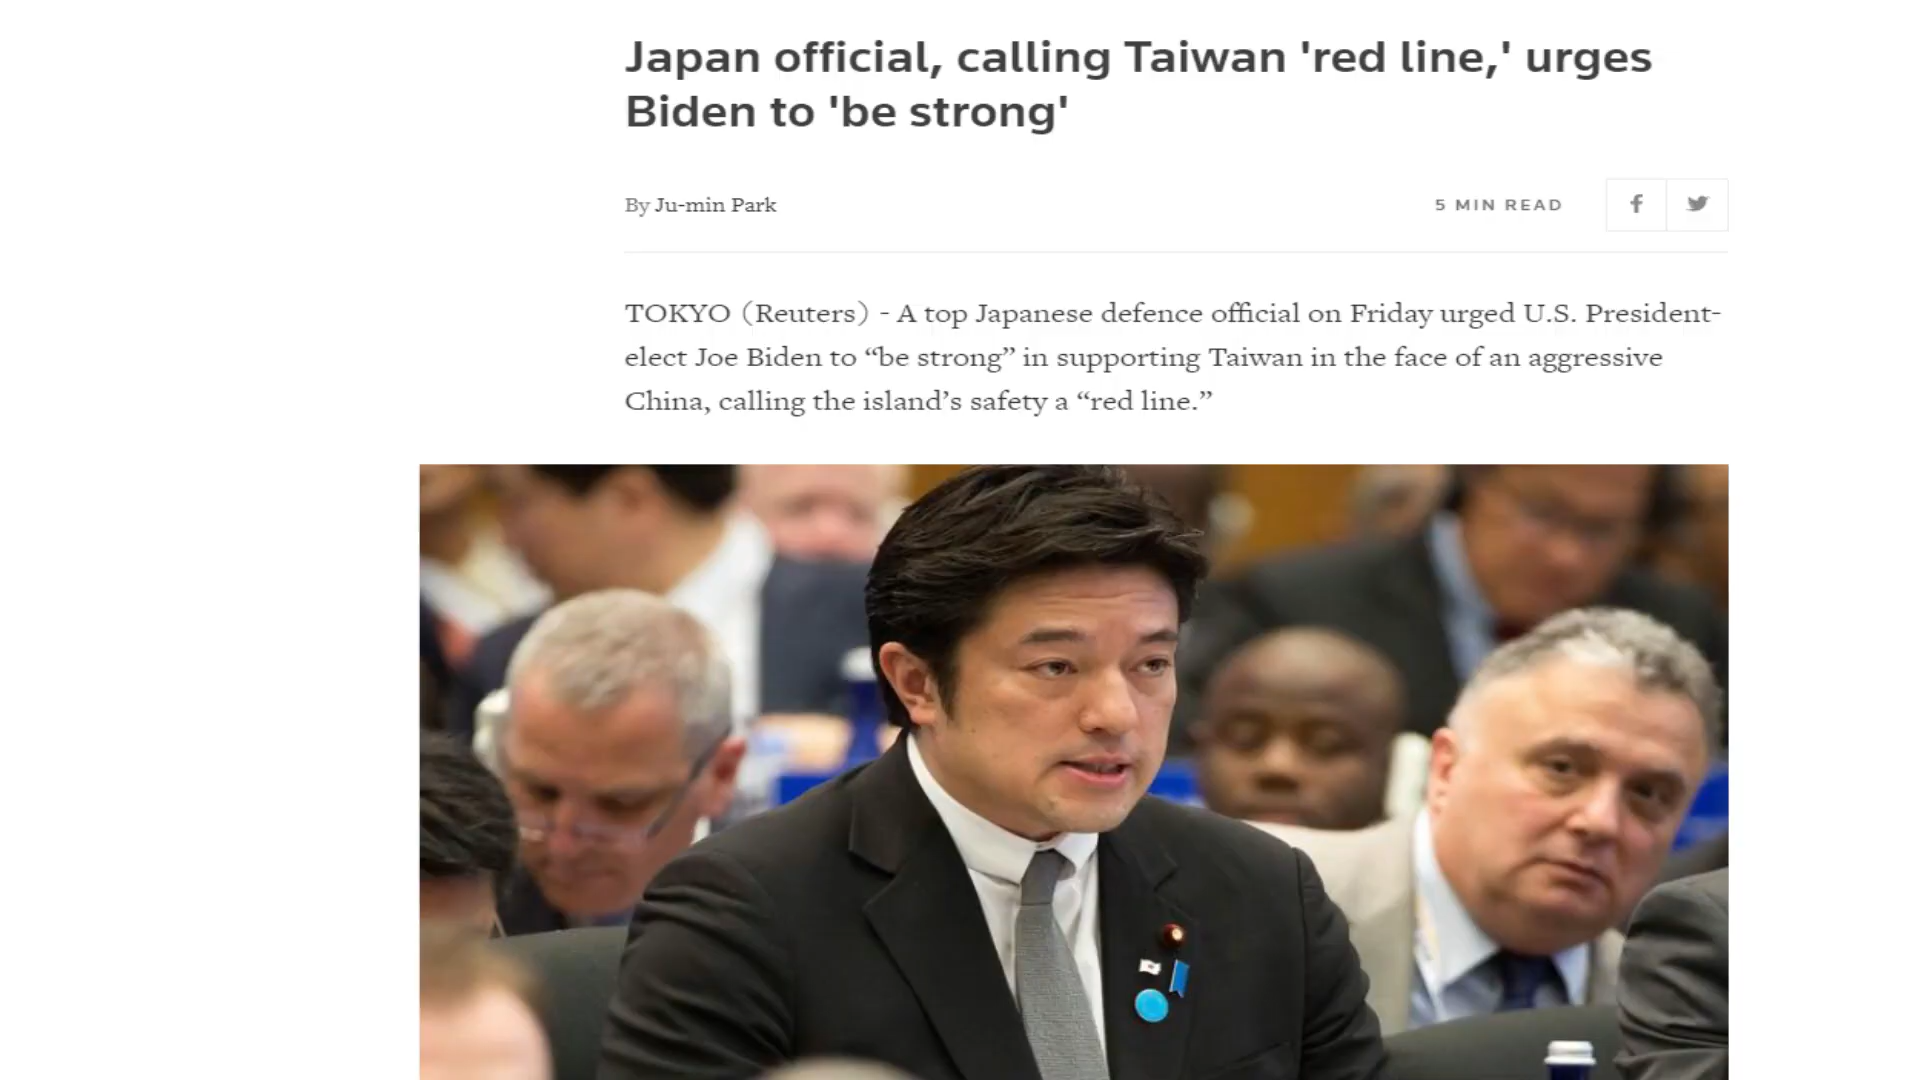 Japan official, calling Taiwan 'red line,' urges
Biden to 'be strong'
By Ju-min Park
5 MIN READ
TOKYO (Reuters) - A top Japanese defence official on Friday urged U.S. President-
elect Joe Biden to “be strong” in supporting Taiwan in the face of an aggressive
China, calling the island’s safety a “red line.”